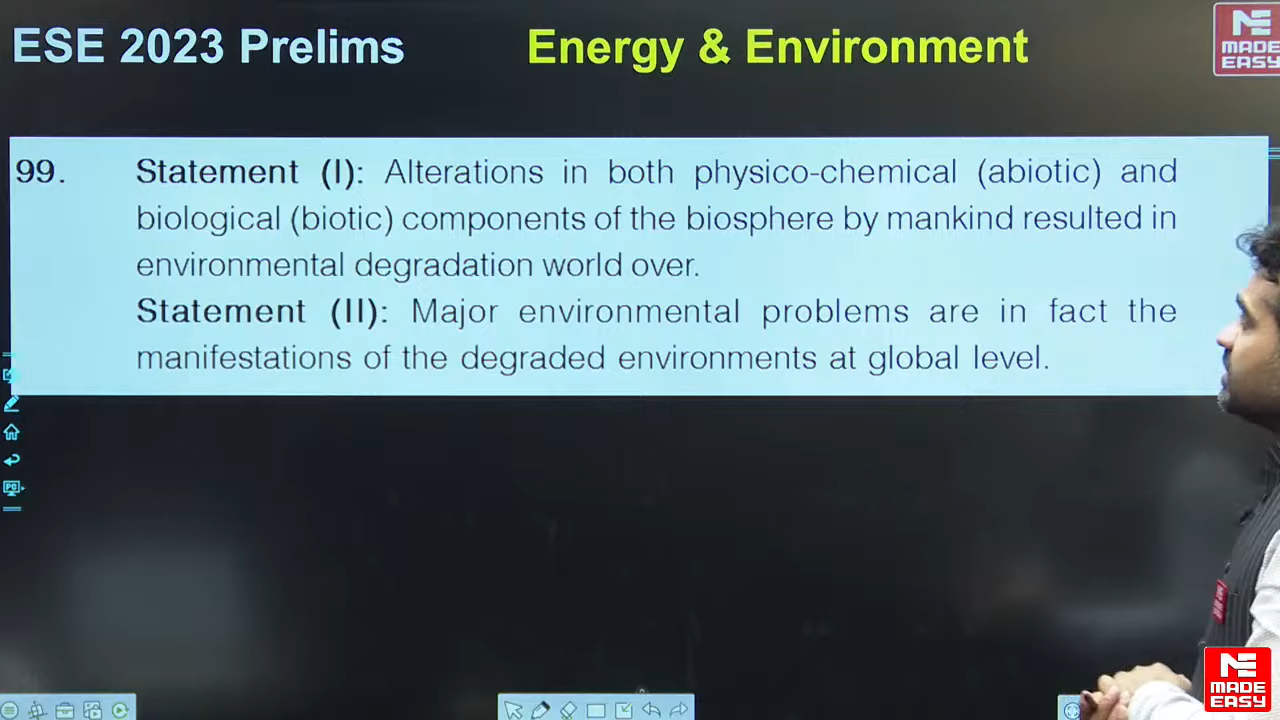 ESE 2023 Prelims
Energy & Environment
MADE
EASY
99. Statement (I): Alterations in both physico-chemical (abiotic) and
biological (biotic) components of the biosphere by mankind resulted in
environmental degradation world over.
Statement (II): Major environmental problems are in fact the
manifestations of the degraded environments at global level.
PC
MADE
EASY